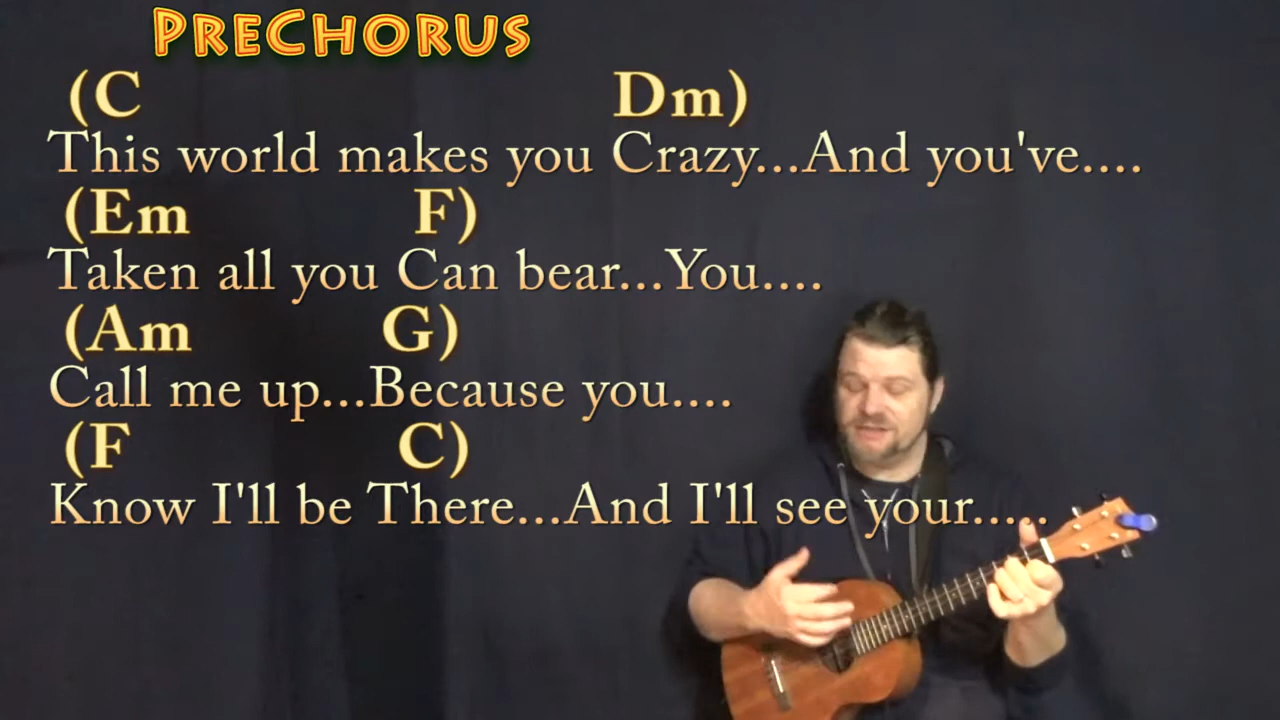 PRECHORUS
(C Dm)
This world makes you Crazy...And you've....
(Em F)
Taken all you Can bear...You....
(Am G)
Call me up...Because you....
(F C)
Know I'll be There...And I'll see your.....